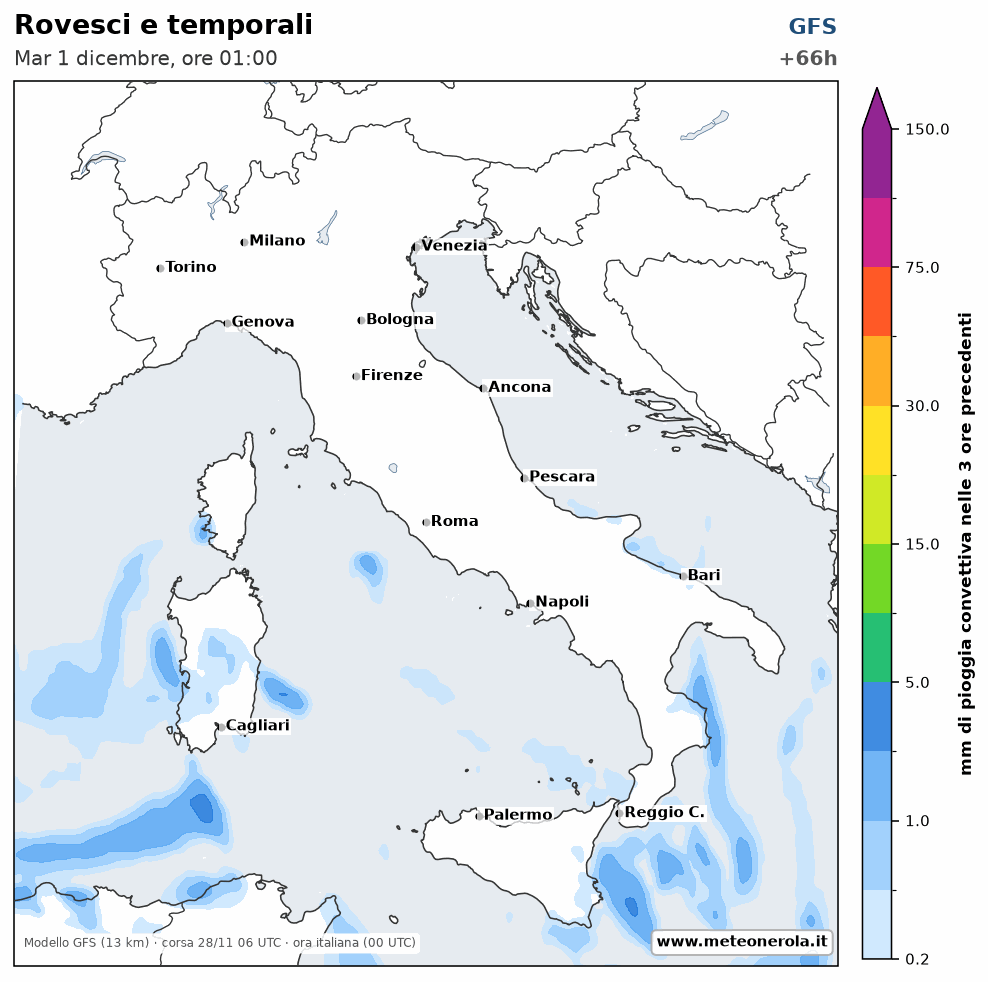 Rovesci e temporali
GFS
Mar 1 dicembre, ore 01:00
+66h
150.0
75.0
30.0
15.0
5.0
1.0
0.2
mm di pioggia convettiva nelle 3 ore precedenti
Milano
Venezia
Torino
Genova
Bologna
Firenze
Ancona
Pescara
Roma
Bari
Napoli
Cagliari
Palermo
Reggio C.
Modello GFS (13 km) · corsa 28/11 06 UTC · ora italiana (00 UTC)
www.meteonerola.it